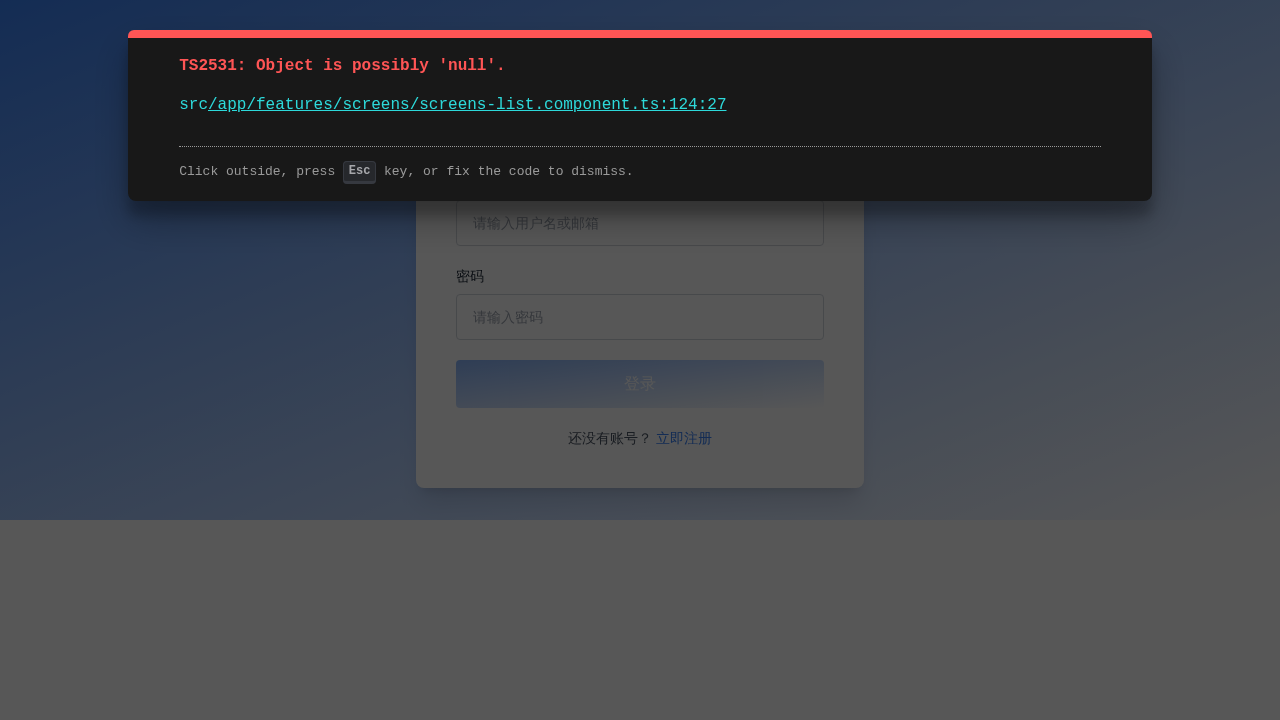 TS2531: Object is possibly 'null'.
src/app/features/screens/screens-list.component.ts:124:27
Click outside, press Esc key, or fix the code to dismiss.
请输入用户名或邮箱
密码
请输入密码
登录
还没有账号？ 立即注册